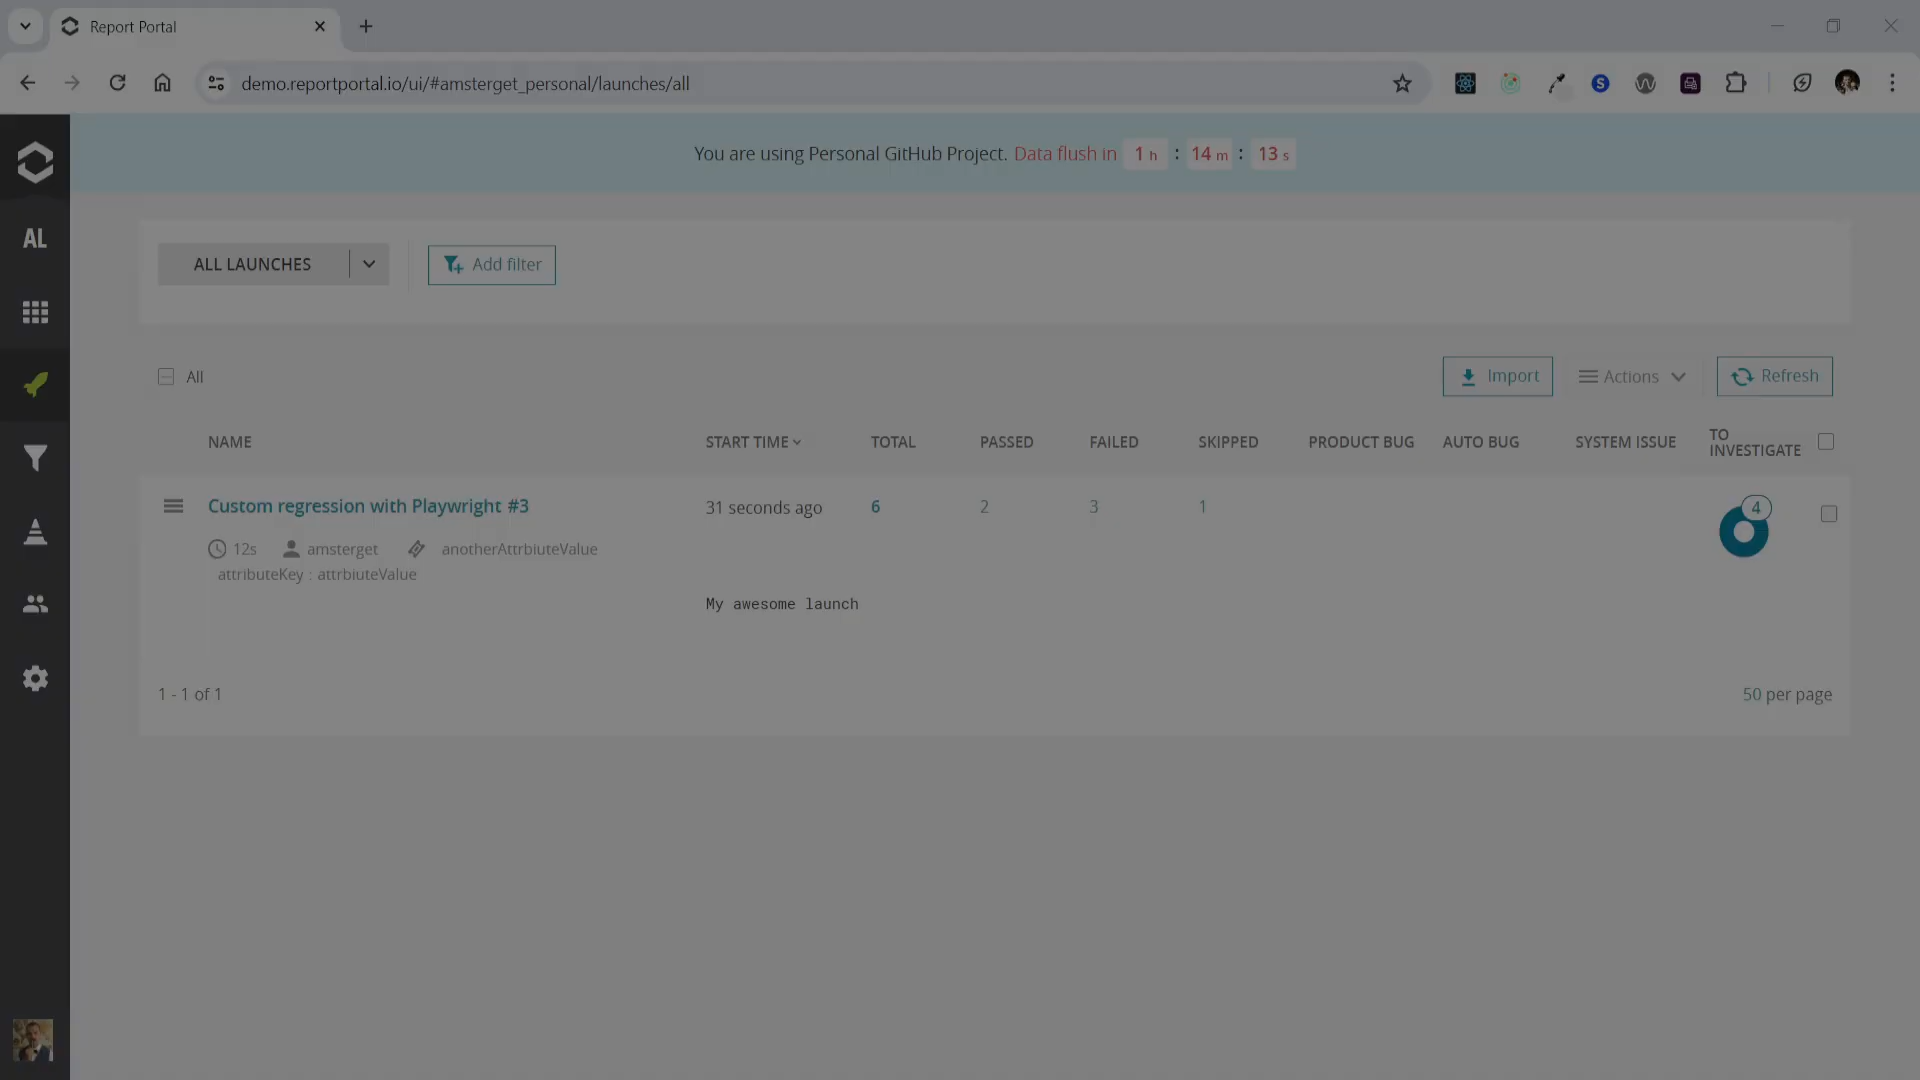 Report Portal
demo.reportportal.io/ui/#amsterget_personal/launches/all
You are using Personal GitHub Project. Data flush in 1 h : 14 m : 13 s
AL
ALL LAUNCHES
Add filter
All
Import
Actions
Refresh
NAME START TIME TOTAL PASSED FAILED SKIPPED PRODUCT BUG AUTO BUG SYSTEM ISSUE TO INVESTIGATE
Custom regression with Playwright #3 31 seconds ago 6 2 3 1 4
12s amsterget anotherAttrbiuteValue
attributeKey : attrbiuteValue
My awesome launch
1 - 1 of 1
50 per page